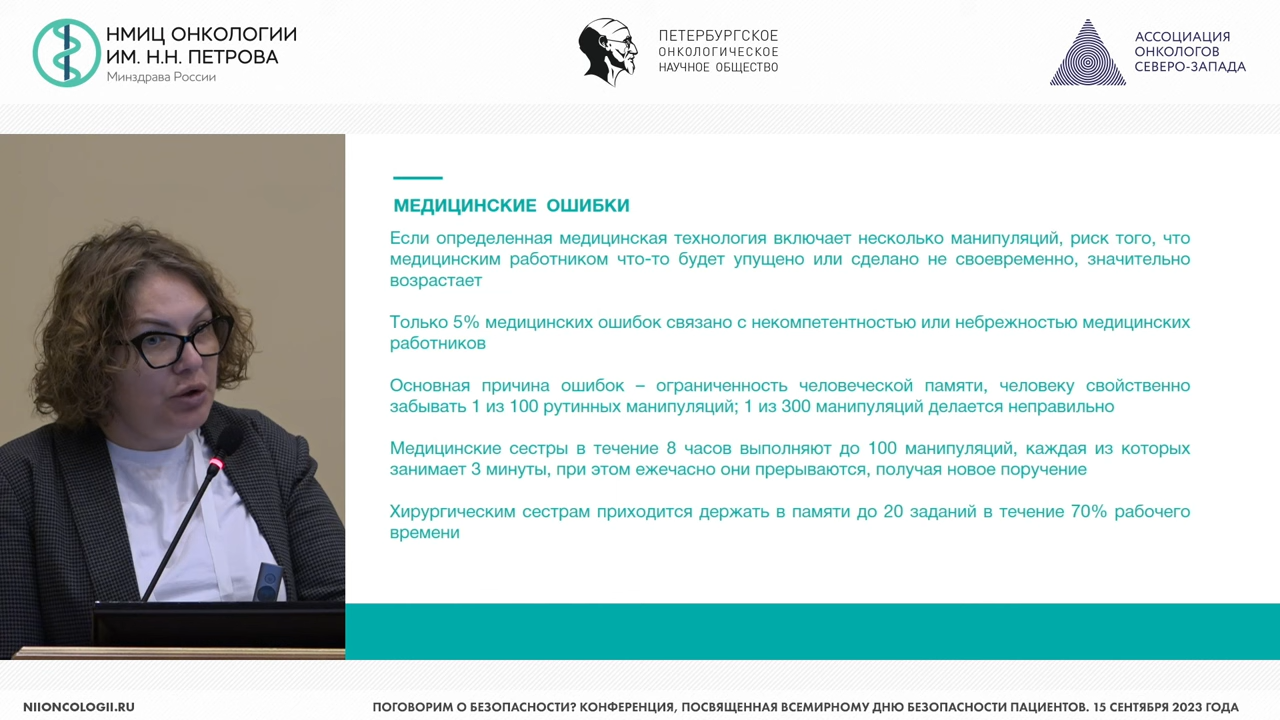 НМИЦ ОНКОЛОГИИ
ИМ. Н.Н. ПЕТРОВА
Минздрава России
ПЕТЕРБУРГСКОЕ
ОНКОЛОГИЧЕСКОЕ
НАУЧНОЕ ОБЩЕСТВО
АССОЦИАЦИЯ
ОНКОЛОГОВ
СЕВЕРО-ЗАПАДА
МЕДИЦИНСКИЕ ОШИБКИ
Если определенная медицинская технология включает несколько манипуляций, риск того, что
медицинским работником что-то будет упущено или сделано не своевременно, значительно
возрастает
Только 5% медицинских ошибок связано с некомпетентностью или небрежностью медицинских
работников
Основная причина ошибок – ограниченность человеческой памяти, человеку свойственно
забывать 1 из 100 рутинных манипуляций; 1 из 300 манипуляций делается неправильно
Медицинские сестры в течение 8 часов выполняют до 100 манипуляций, каждая из которых
занимает 3 минуты, при этом ежечасно они прерываются, получая новое поручение
Хирургическим сестрам приходится держать в памяти до 20 заданий в течение 70% рабочего
времени
NIIONCOLOGII.RU
ПОГОВОРИМ О БЕЗОПАСНОСТИ? КОНФЕРЕНЦИЯ, ПОСВЯЩЕННАЯ ВСЕМИРНОМУ ДНЮ БЕЗОПАСНОСТИ ПАЦИЕНТОВ. 15 СЕНТЯБРЯ 2023 ГОДА